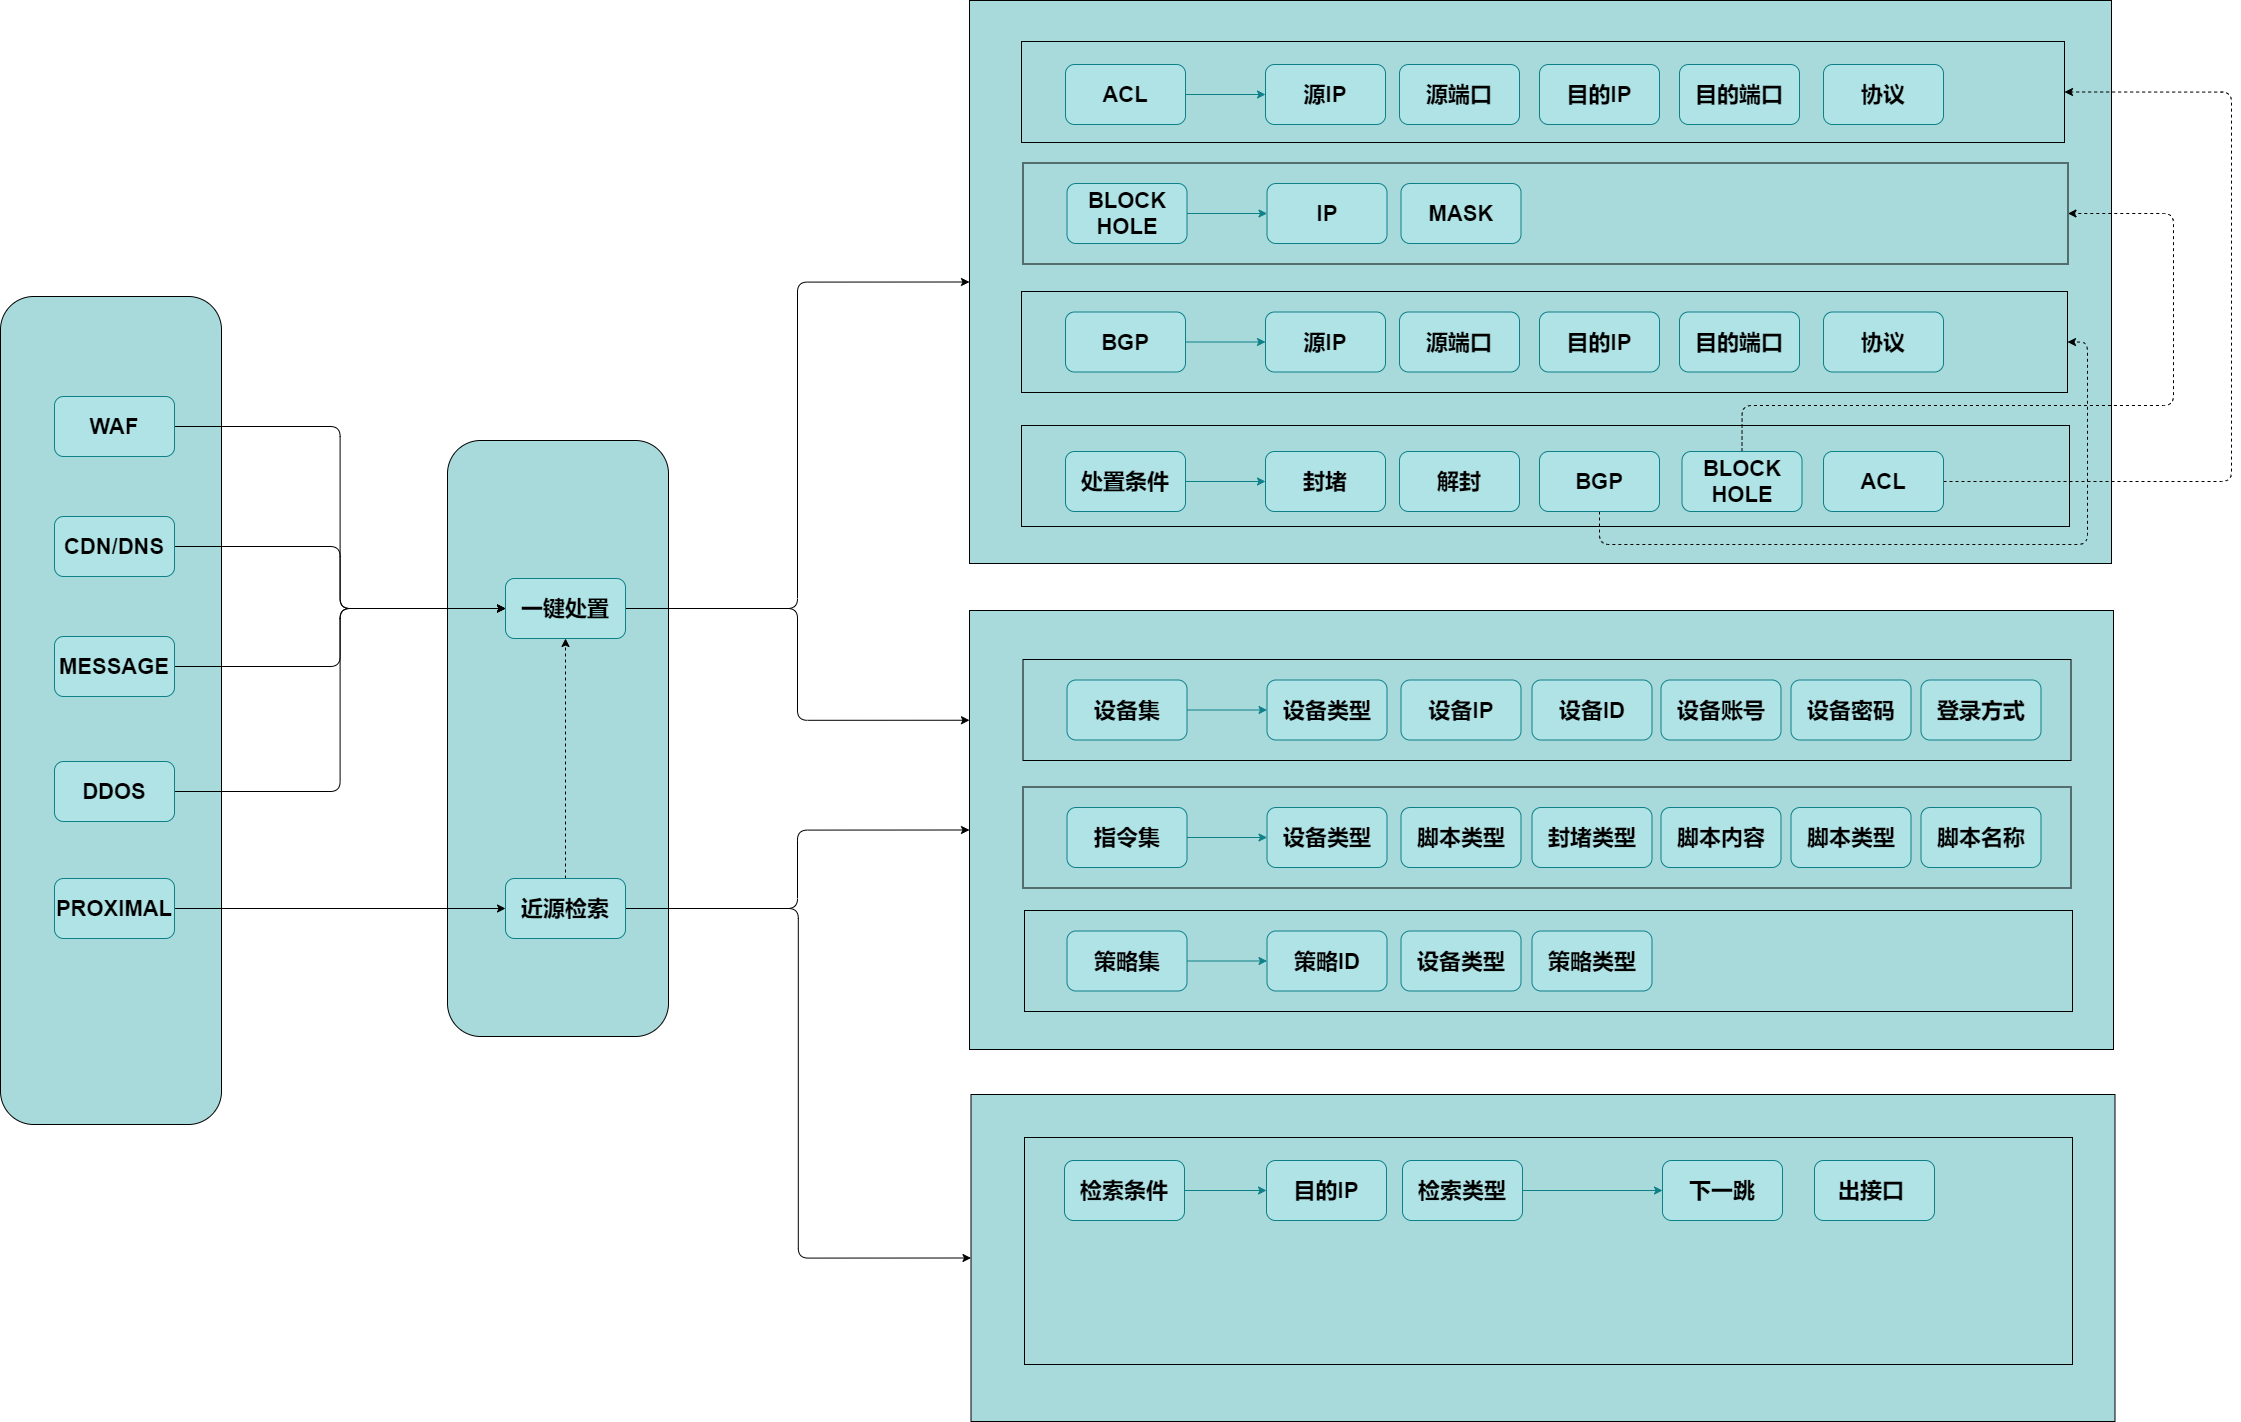 WAF
CDN/DNS
MESSAGE
DDOS
PROXIMAL
一键处置
近源检索
ACL
源IP
源端口
目的IP
目的端口
协议
BLOCK
HOLE
IP
MASK
BGP
源IP
源端口
目的IP
目的端口
协议
处置条件
封堵
解封
BGP
BLOCK
HOLE
ACL
设备集
设备类型
设备IP
设备ID
设备账号
设备密码
登录方式
指令集
设备类型
脚本类型
封堵类型
脚本内容
脚本类型
脚本名称
策略集
策略ID
设备类型
策略类型
检索条件
目的IP
检索类型
下一跳
出接口